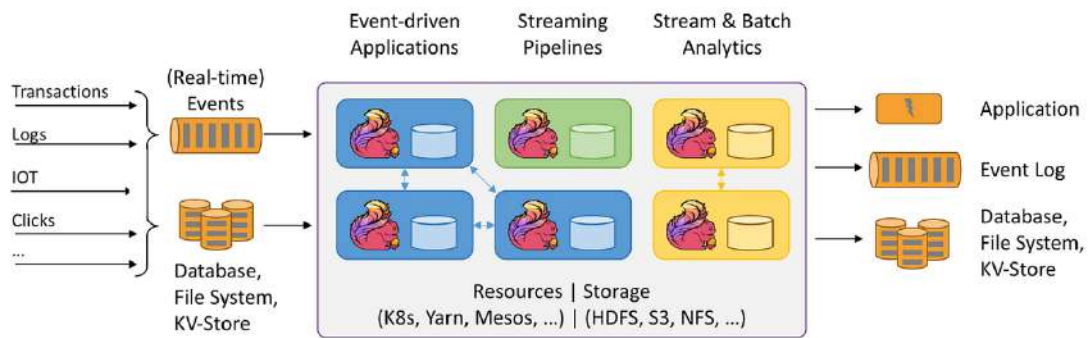 Event-driven
Applications
Streaming
Pipelines
Stream & Batch
Analytics
Transactions
Logs
IOT
Clicks
...
(Real-time)
Events
Database,
File System,
KV-Store
Resources | Storage
(K8s, Yarn, Mesos, ...) | (HDFS, S3, NFS, ...)
Application
Event Log
Database,
File System,
KV-Store